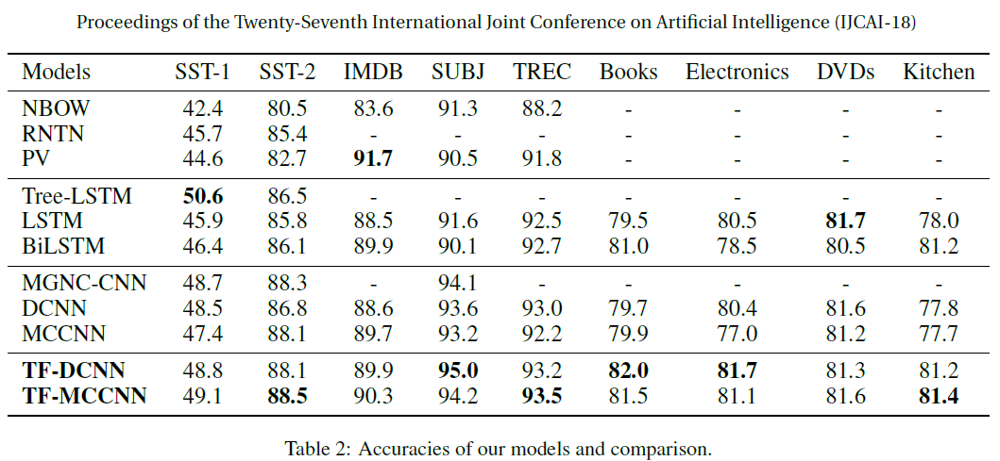 Proceedings of the Twenty-Seventh International Joint Conference on Artificial Intelligence (IJCAI-18)
Models SST-1 SST-2 IMDB SUBJ TREC Books Electronics DVDs Kitchen
NBOW 42.4 80.5 83.6 91.3 88.2 - - - -
RNTN 45.7 85.4 - - - - - - -
PV 44.6 82.7 91.7 90.5 91.8 - - - -
Tree-LSTM 50.6 86.5 - - - - - - -
LSTM 45.9 85.8 88.5 91.6 92.5 79.5 80.5 81.7 78.0
BiLSTM 46.4 86.1 89.9 90.1 92.7 81.0 78.5 80.5 81.2
MGNC-CNN 48.7 88.3 - 94.1 - - - - -
DCNN 48.5 86.8 88.6 93.6 93.0 79.7 80.4 81.6 77.8
MCCNN 47.4 88.1 89.7 93.2 92.2 79.9 77.0 81.2 77.7
TF-DCNN 48.8 88.1 89.9 95.0 93.2 82.0 81.7 81.3 81.2
TF-MCCNN 49.1 88.5 90.3 94.2 93.5 81.5 81.1 81.6 81.4
Table 2: Accuracies of our models and comparison.